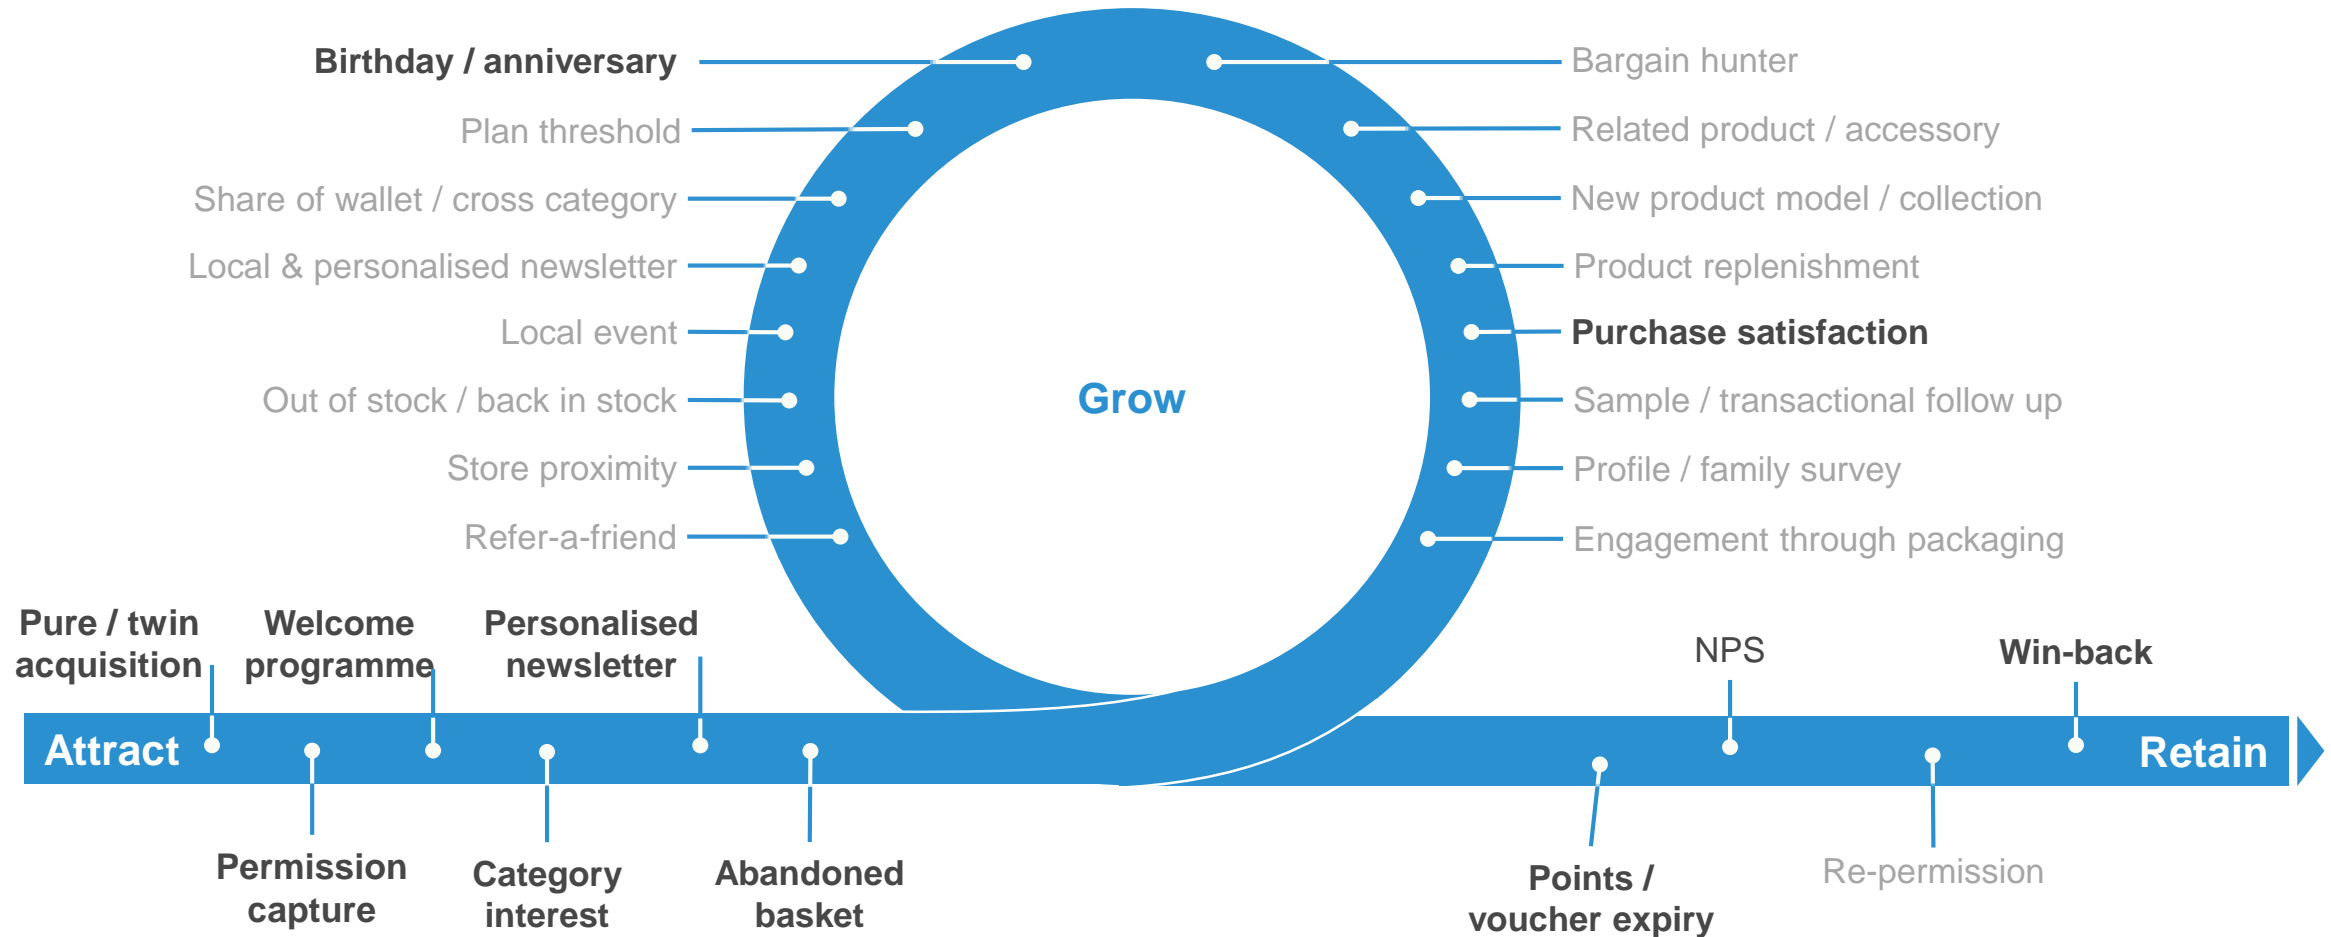 Birthday / anniversary
Plan threshold
Share of wallet / cross category
Local & personalised newsletter
Local event
Out of stock / back in stock
Store proximity
Refer-a-friend
Bargain hunter
Related product / accessory
New product model / collection
Product replenishment
Purchase satisfaction
Sample / transactional follow up
Profile / family survey
Engagement through packaging
Grow
Pure / twin
acquisition
Welcome
programme
Personalised
newsletter
NPS
Win-back
Attract
Retain
Permission
capture
Category
interest
Abandoned
basket
Points /
voucher expiry
Re-permission